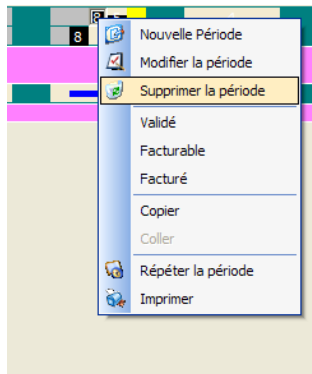 8
8
Nouvelle Période
Modifier la période
Supprimer la période
Validé
Facturable
Facturé
Copier
Coller
Répéter la période
Imprimer